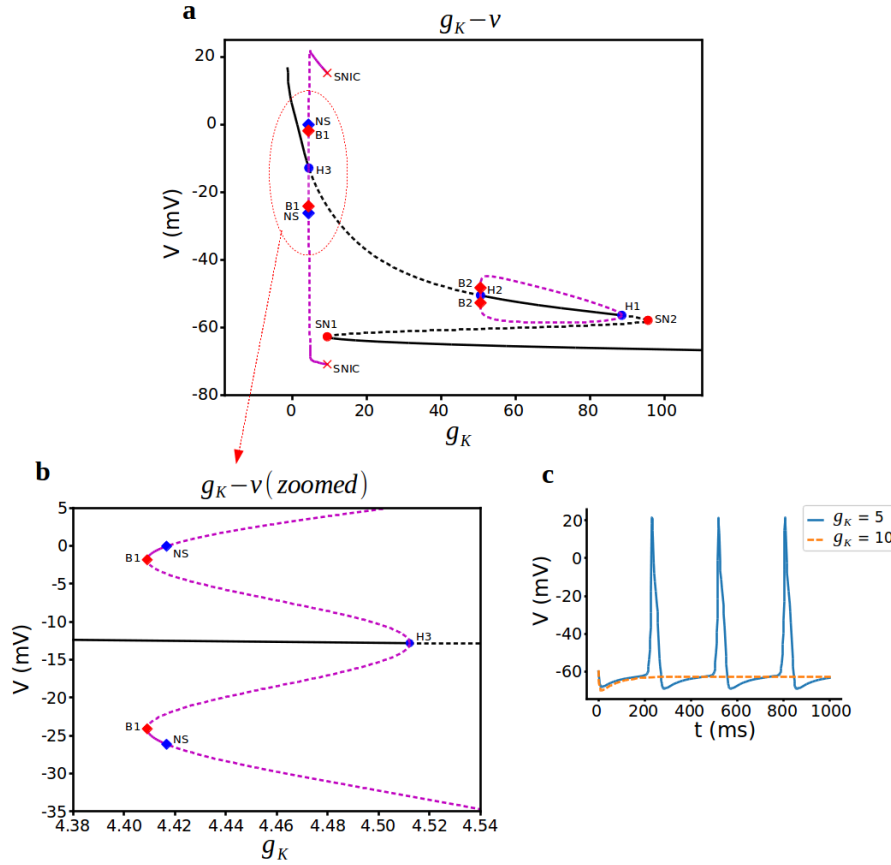 a
g_K−v
20
0
-20
-40
-60
-80
V (mV)
SNIC
NS
B1
H3
B1
NS
SN1
SNIC
B2
H2
B2
H1
SN2
0 20 40 60 80 100
g_K
b
g_K−v(zoomed)
5
0
-5
-10
-15
-20
-25
-30
-35
V (mV)
B1
NS
H3
B1
NS
4.38 4.40 4.42 4.44 4.46 4.48 4.50 4.52 4.54
g_K
c
g_K = 5
g_K = 10
20
-20
-60
V (mV)
0 200 400 600 800 1000
t (ms)